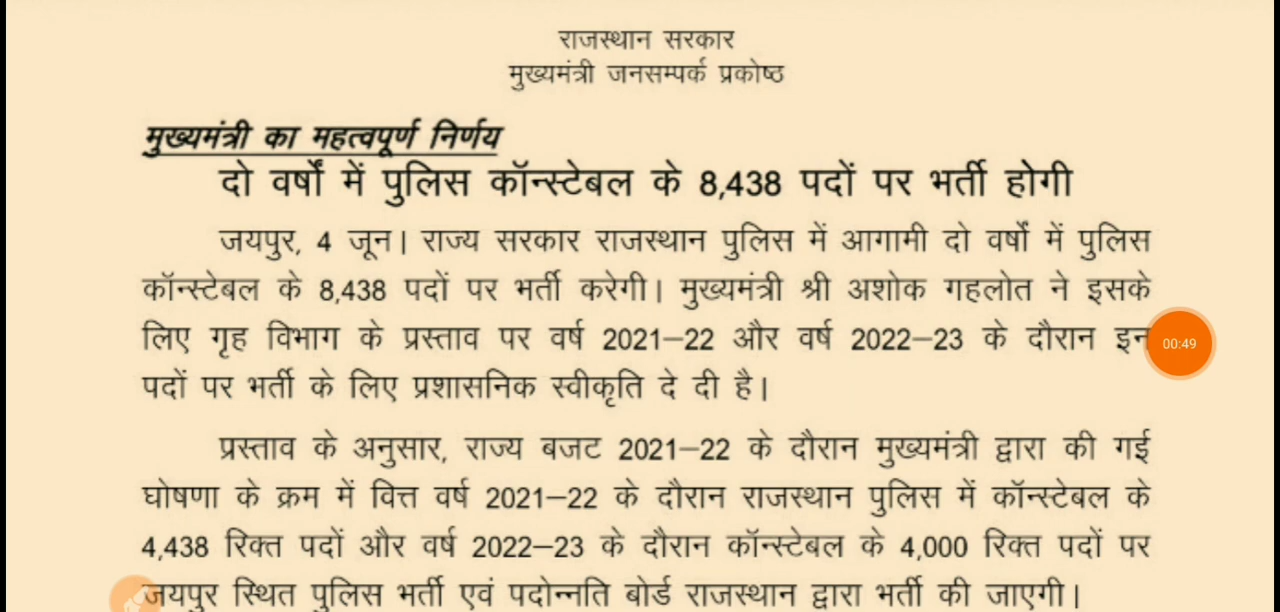 राजस्थान सरकार
मुख्यमंत्री जनसम्पर्क प्रकोष्ठ
मुख्यमंत्री का महत्वपूर्ण निर्णय
दो वर्षों में पुलिस कॉन्स्टेबल के 8,438 पदों पर भर्ती होगी
जयपुर, 4 जून। राज्य सरकार राजस्थान पुलिस में आगामी दो वर्षों में पुलिस
कॉन्स्टेबल के 8,438 पदों पर भर्ती करेगी। मुख्यमंत्री श्री अशोक गहलोत ने इसके
लिए गृह विभाग के प्रस्ताव पर वर्ष 2021–22 और वर्ष 2022–23 के दौरान इन
00:49
पदों पर भर्ती के लिए प्रशासनिक स्वीकृति दे दी है।
प्रस्ताव के अनुसार, राज्य बजट 2021–22 के दौरान मुख्यमंत्री द्वारा की गई
घोषणा के क्रम में वित्त वर्ष 2021–22 के दौरान राजस्थान पुलिस में कॉन्स्टेबल के
4,438 रिक्त पदों और वर्ष 2022–23 के दौरान कॉन्स्टेबल के 4,000 रिक्त पदों पर
जयपुर स्थित पुलिस भर्ती एवं पदोन्नति बोर्ड राजस्थान द्वारा भर्ती की जाएगी।